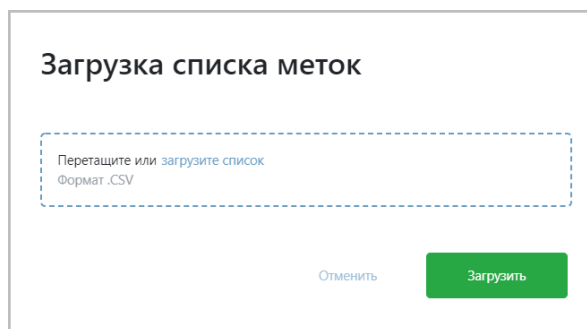 Загрузка списка меток
Перетащите или загрузите список
Формат .CSV
Отменить Загрузить